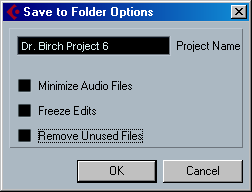 Save to Folder Options
Dr. Birch Project 6 Project Name
Minimize Audio Files
Freeze Edits
Remove Unused Files
OK Cancel